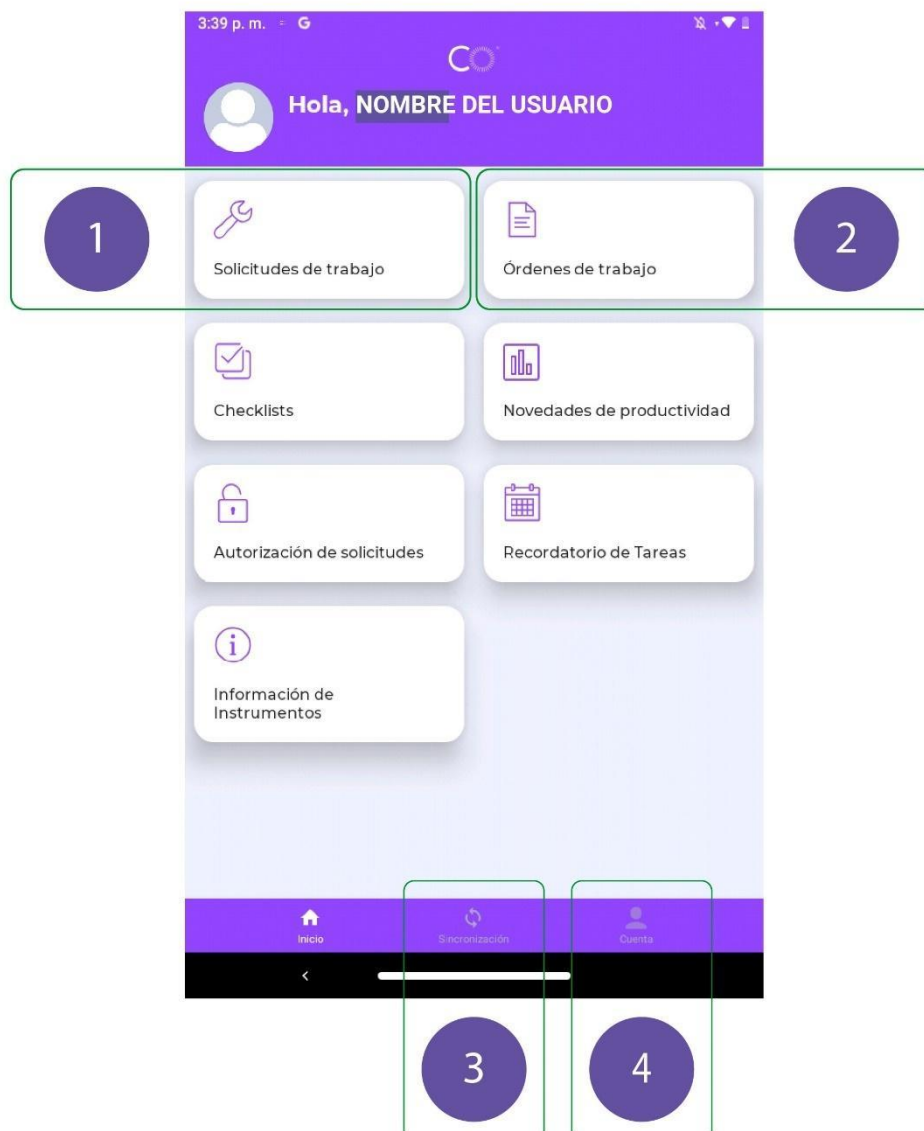 3:39 p. m. G
CO
Hola, NOMBRE DEL USUARIO
1
Solicitudes de trabajo
Órdenes de trabajo
2
Checklists
Novedades de productividad
Autorización de solicitudes
Recordatorio de Tareas
Información de
Instrumentos
Inicio
Sincronización
Cuenta
3
4